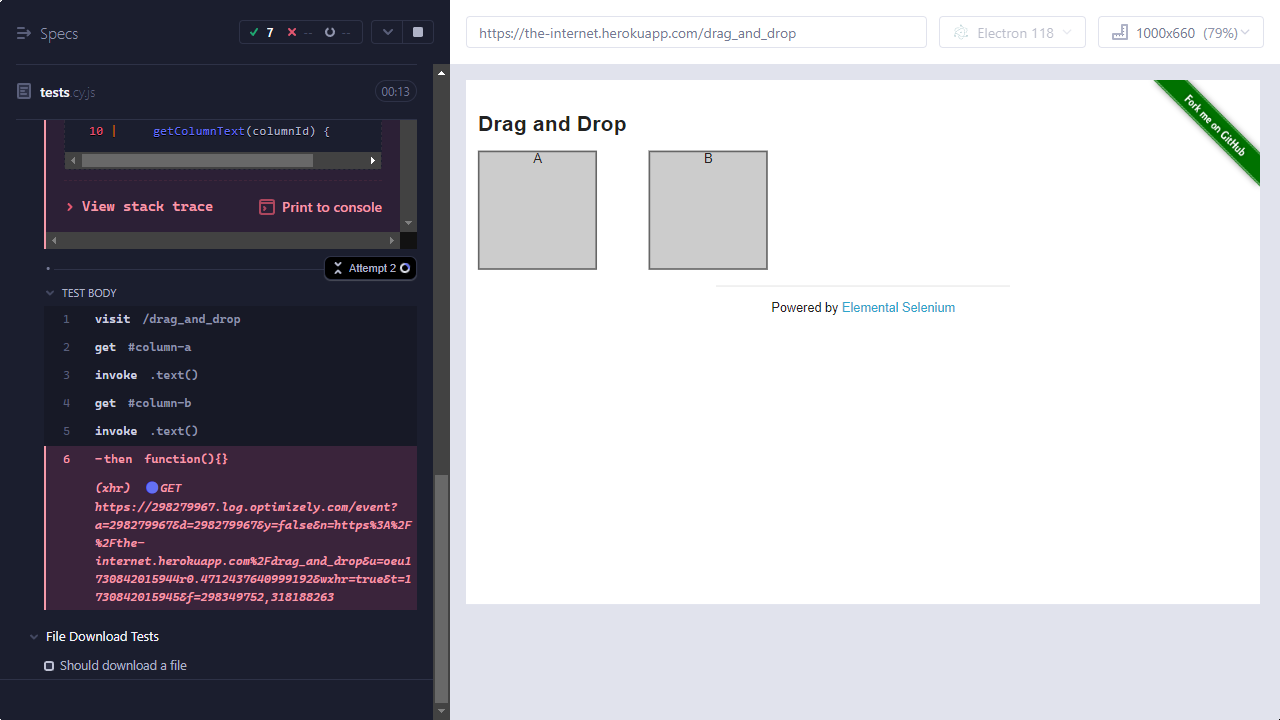 Specs
7
--
--
tests.cy.js
00:13
10 | getColumnText(columnId) {
View stack trace
Print to console
Attempt 2
TEST BODY
1 visit /drag_and_drop
2 get #column-a
3 invoke .text()
4 get #column-b
5 invoke .text()
6 -then function(){}
(xhr) GET
https://298279967.log.optimizely.com/event?
a=298279967&d=298279967&y=false&n=https%3A%2F
%2Fthe-
internet.herokuapp.com%2Fdrag_and_drop&u=oeu1
730842015944r0.4712437640999192&wxhr=true&t=1
730842015945&f=298349752,318188263
File Download Tests
Should download a file
https://the-internet.herokuapp.com/drag_and_drop
Electron 118
1000x660 (79%)
Fork me on GitHub
Drag and Drop
A
B
Powered by Elemental Selenium